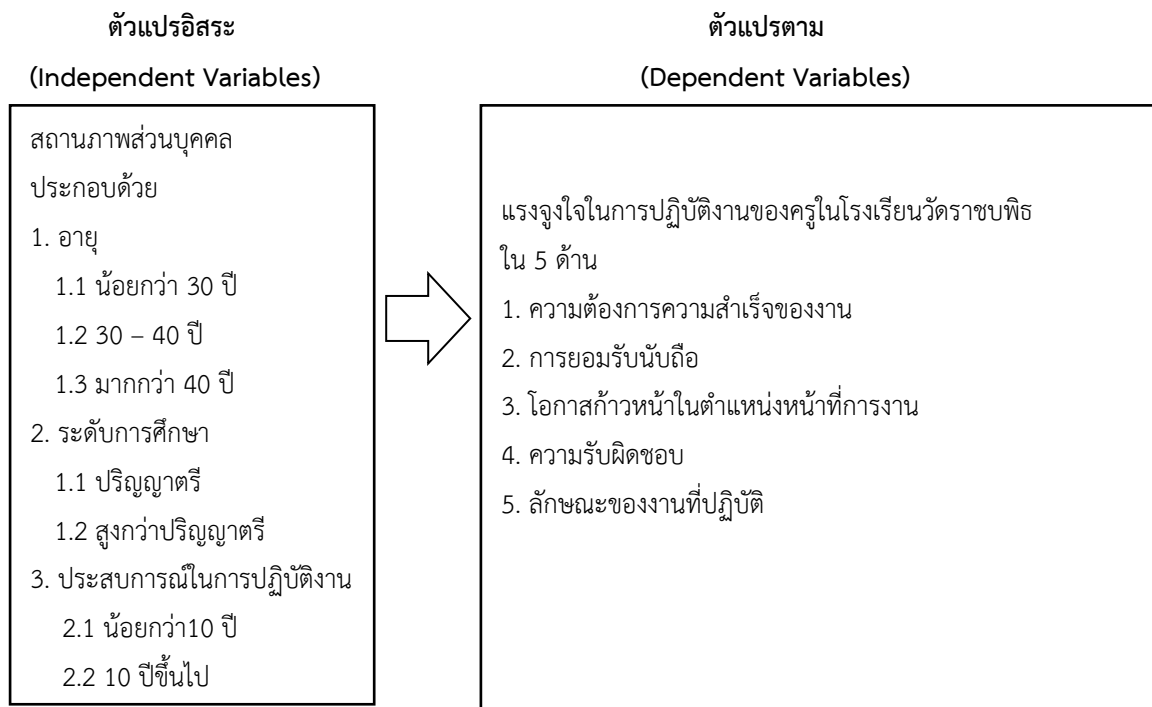 ตัวแปรอิสระ
(Independent Variables)
สถานภาพส่วนบุคคล
ประกอบด้วย
1. อายุ
1.1 น้อยกว่า 30 ปี
1.2 30 – 40 ปี
1.3 มากกว่า 40 ปี
2. ระดับการศึกษา
1.1 ปริญญาตรี
1.2 สูงกว่าปริญญาตรี
3. ประสบการณ์ในการปฏิบัติงาน
2.1 น้อยกว่า10 ปี
2.2 10 ปีขึ้นไป
ตัวแปรตาม
(Dependent Variables)
แรงจูงใจในการปฏิบัติงานของครูในโรงเรียนวัดราชบพิธ
ใน 5 ด้าน
1. ความต้องการความสำเร็จของงาน
2. การยอมรับนับถือ
3. โอกาสก้าวหน้าในตำแหน่งหน้าที่การงาน
4. ความรับผิดชอบ
5. ลักษณะของงานที่ปฏิบัติ